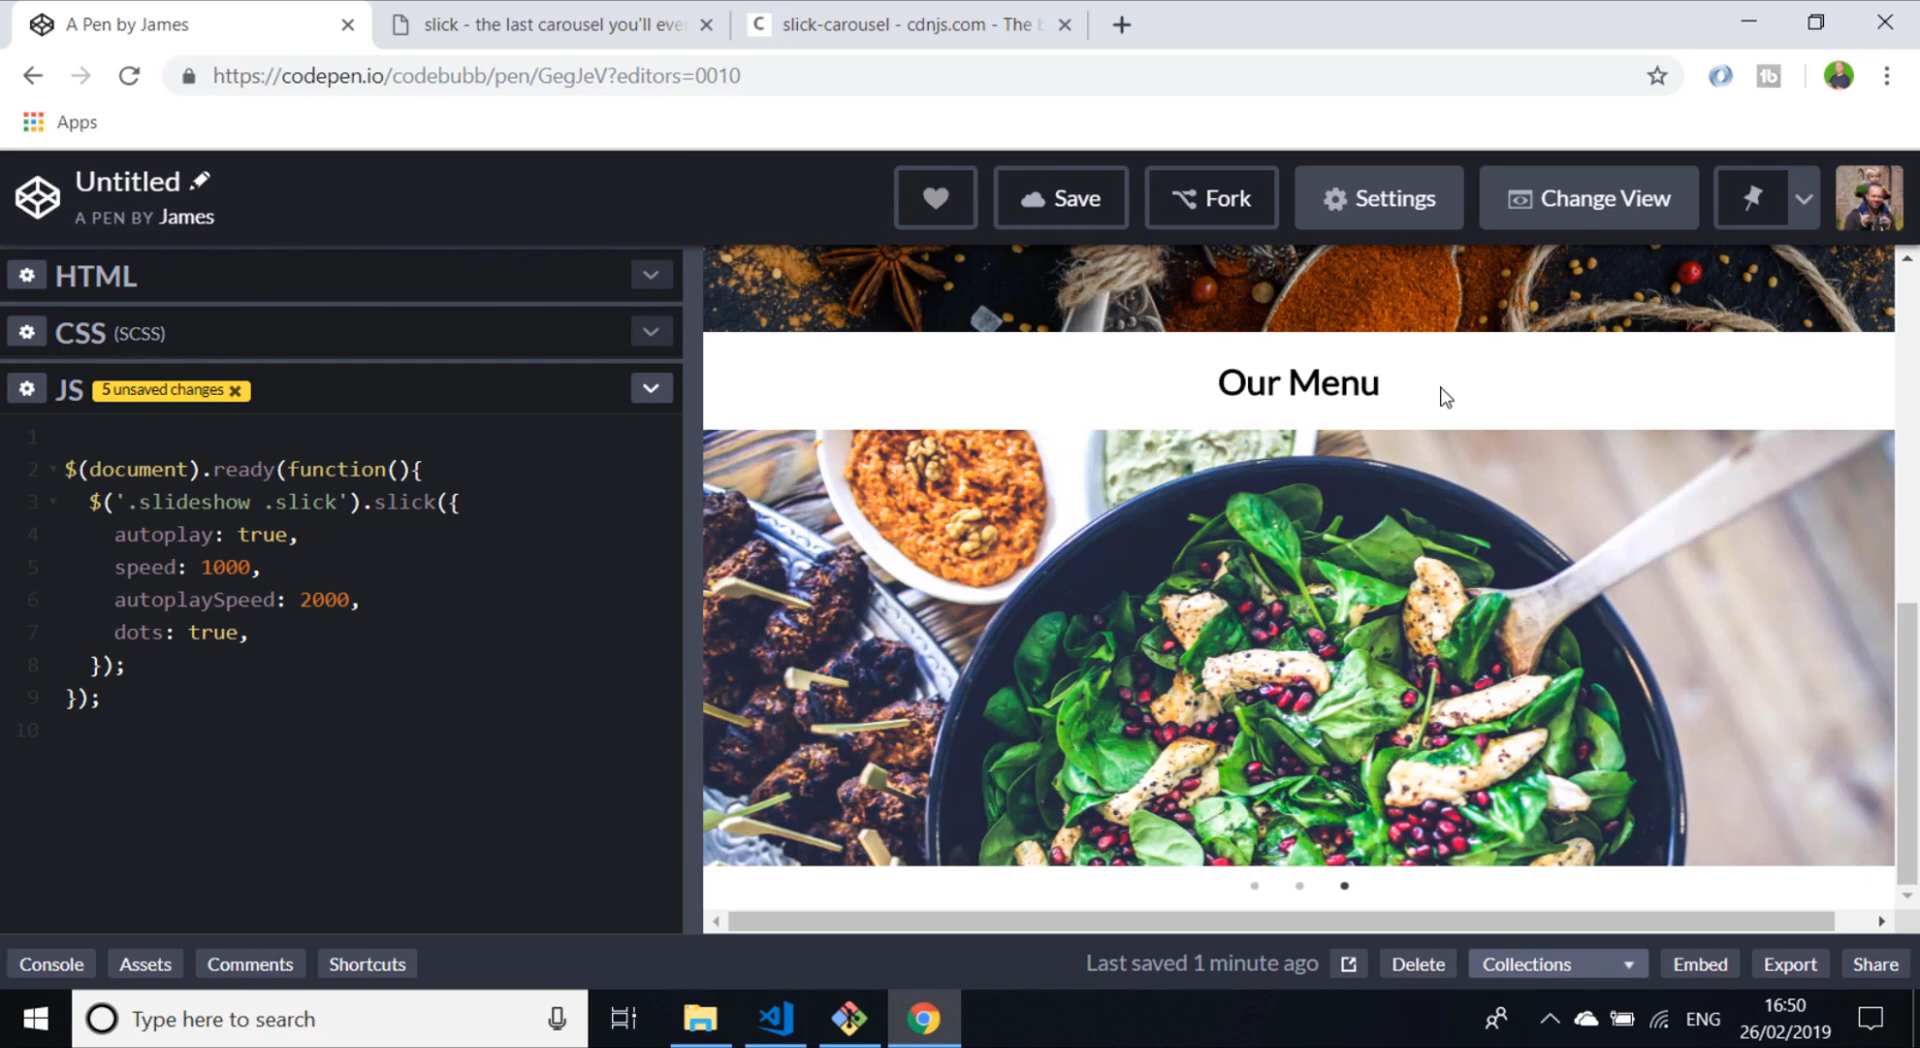 A Pen by James
slick - the last carousel you'll eve
C slick-carousel - cdnjs.com - The b
https://codepen.io/codebubb/pen/GegJeV?editors=0010
tb
Apps
Untitled
A PEN BY James
Save
Fork
Settings
Change View
HTML
CSS (SCSS)
JS 5 unsaved changes
1
2 $(document).ready(function(){
3 $('.slideshow .slick').slick({
4 autoplay: true,
5 speed: 1000,
6 autoplaySpeed: 2000,
7 dots: true,
8 });
9 });
10
Our Menu
Console
Assets
Comments
Shortcuts
Last saved 1 minute ago
Delete
Collections
Embed
Export
Share
Type here to search
ENG
16:50
26/02/2019